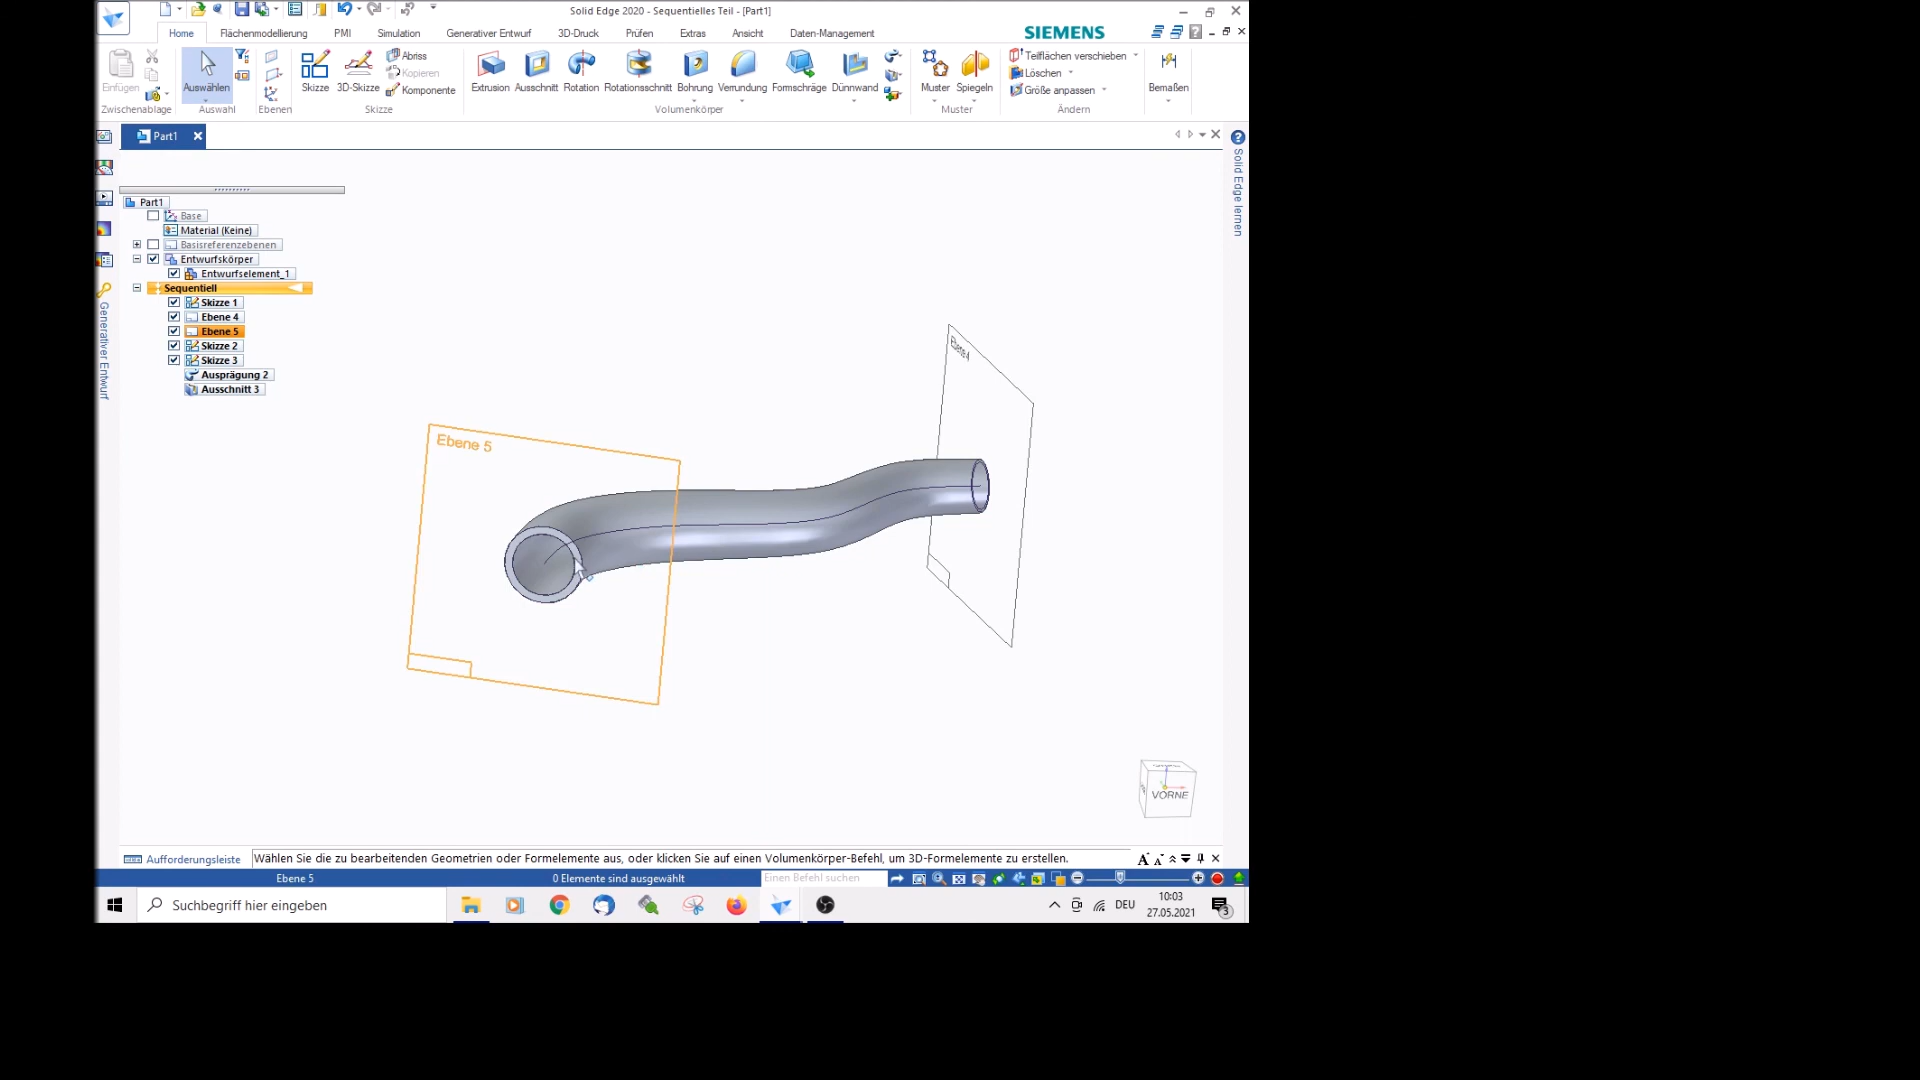 Solid Edge 2020 - Sequentielles Teil - [Part1]
Home Flächenmodellierung PMI Simulation Generativer Entwurf 3D-Druck Prüfen Extras Ansicht Daten-Management SIEMENS
Einfügen
Zwischenablage
Auswählen
Auswahl
Ebenen
Skizze
3D-Skizze
Abriss
Kopieren
Komponente
Skizze
Extrusion Ausschnitt Rotation Rotationsschnitt Bohrung Verrundung Formschräge Dünnwand
Volumenkörper
Muster Spiegeln
Muster
Teilflächen verschieben
Löschen
Größe anpassen
Ändern
Bemaßen
Part1
Solid Edge lernen
Generativer Entwurf
Part1
Base
Material (Keine)
Basisreferenzebenen
Entwurfskörper
Entwurfselement_1
Sequentiell
Skizze 1
Ebene 4
Ebene 5
Skizze 2
Skizze 3
Ausprägung 2
Ausschnitt 3
Ebene 4
Ebene 5
VORNE
Aufforderungsleiste
Wählen Sie die zu bearbeitenden Geometrien oder Formelemente aus, oder klicken Sie auf einen Volumenkörper-Befehl, um 3D-Formelemente zu erstellen.
Ebene 5
0 Elemente sind ausgewählt
Einen Befehl suchen
Suchbegriff hier eingeben
DEU
10:03
27.05.2021
3